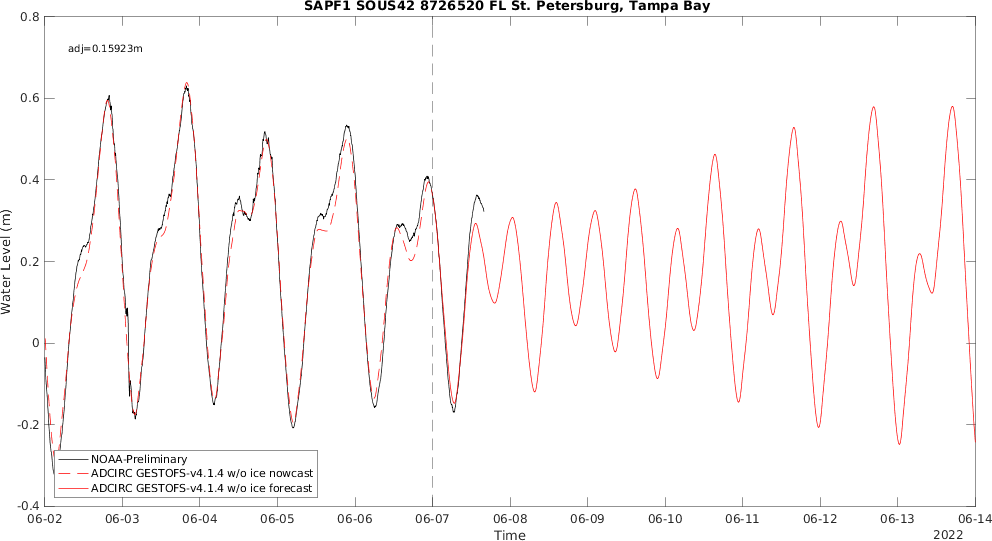 SAPF1 SOUS42 8726520 FL St. Petersburg, Tampa Bay
0.8
adj=0.15923m
0.6
0.4
0.2
0
-0.2
-0.4
Water Level (m)
NOAA-Preliminary
ADCIRC GESTOFS-v4.1.4 w/o ice nowcast
ADCIRC GESTOFS-v4.1.4 w/o ice forecast
06-02 06-03 06-04 06-05 06-06 06-07 06-08 06-09 06-10 06-11 06-12 06-13 06-14
Time
2022